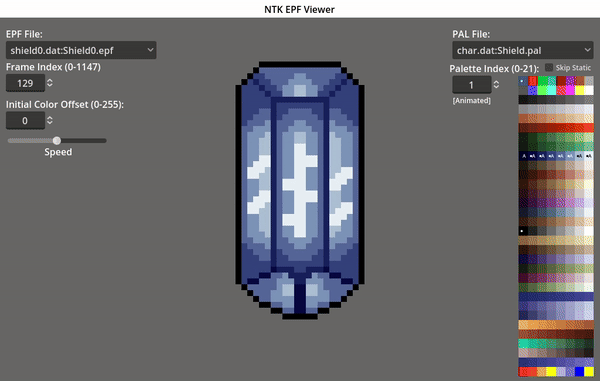 NTK EPF Viewer
EPF File:
shield0.dat:Shield0.epf
Frame Index (0-1147)
129
Initial Color Offset (0-255):
0
Speed
PAL File:
char.dat:Shield.pal
Palette Index (0-21):
Skip Static
1
[Animated]